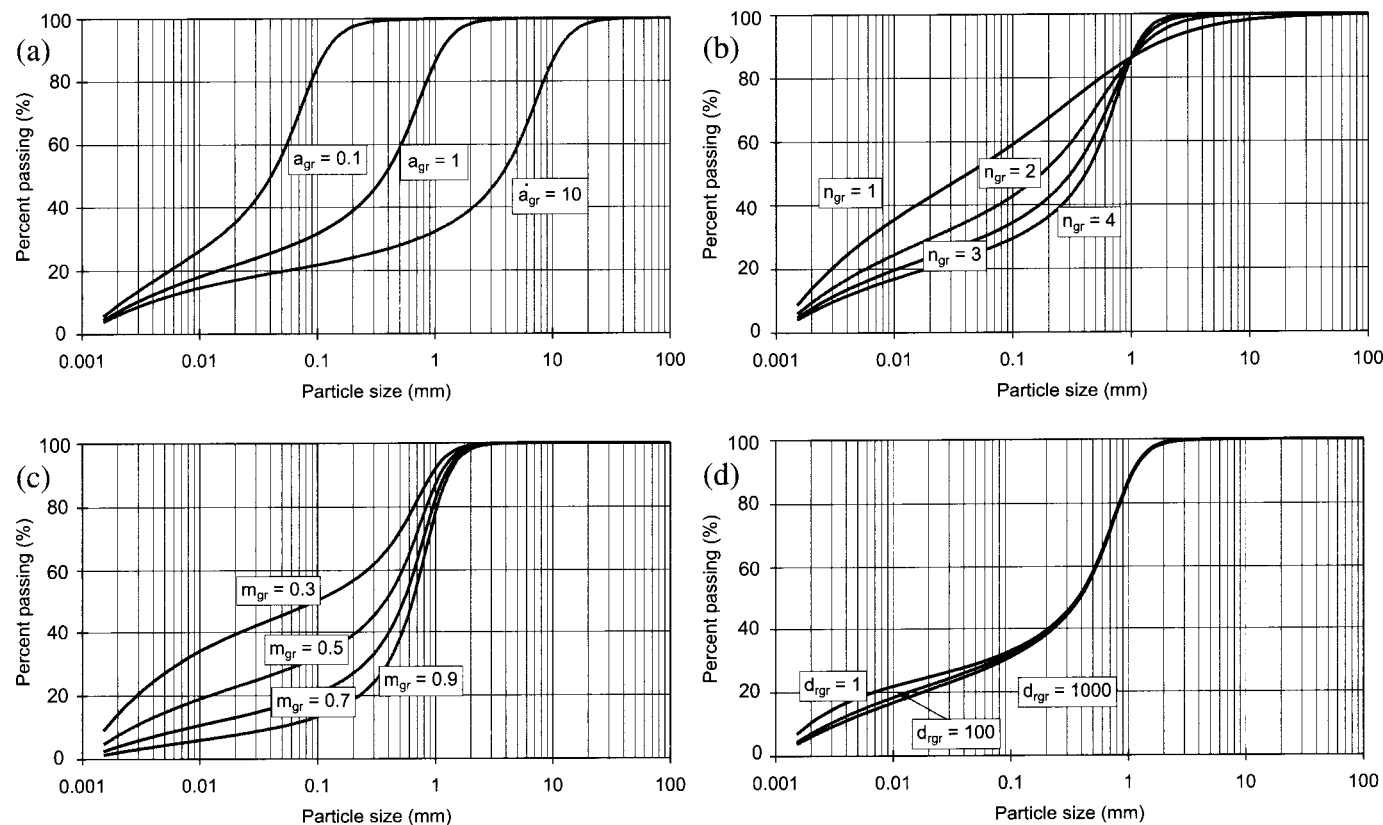 (a)
Percent passing (%)
100
80
60
40
20
0
a_gr = 0.1
a_gr = 1
a_gr = 10
0.001 0.01 0.1 1 10 100
Particle size (mm)
(b)
Percent passing (%)
100
80
60
40
20
0
n_gr = 1
n_gr = 2
n_gr = 3
n_gr = 4
0.001 0.01 0.1 1 10 100
Particle size (mm)
(c)
Percent passing (%)
100
80
60
40
20
0
m_gr = 0.3
m_gr = 0.5
m_gr = 0.7
m_gr = 0.9
0.001 0.01 0.1 1 10 100
Particle size (mm)
(d)
Percent passing (%)
100
80
60
40
20
0
d_rgr = 1
d_rgr = 100
d_rgr = 1000
0.001 0.01 0.1 1 10 100
Particle size (mm)